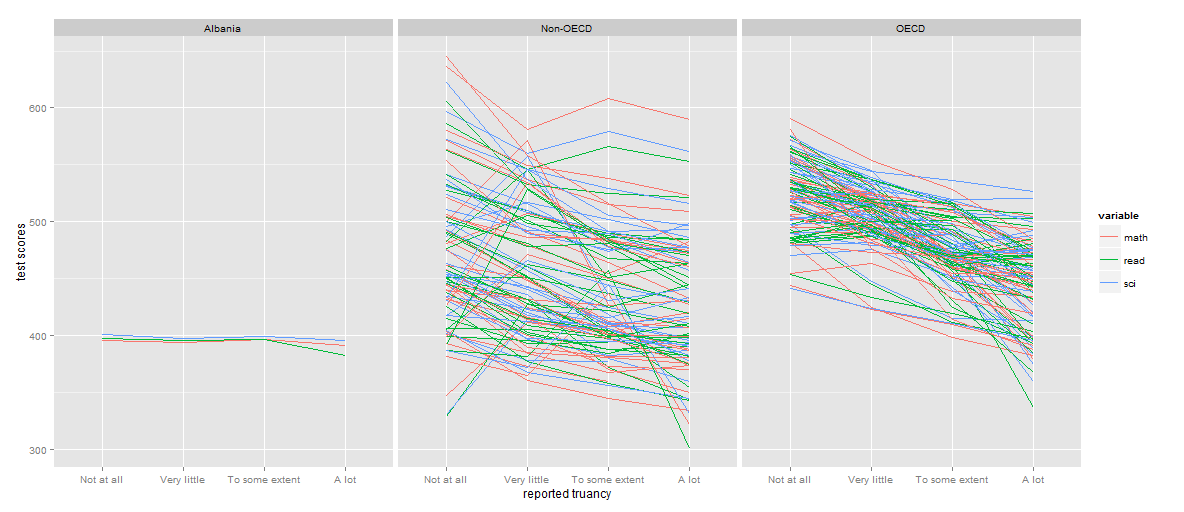 Albania
Non-OECD
OECD
test scores
600
500
400
300
Not at all
Very little
To some extent
A lot
Not at all
Very little
To some extent
A lot
Not at all
Very little
To some extent
A lot
reported truancy
variable
math
read
sci